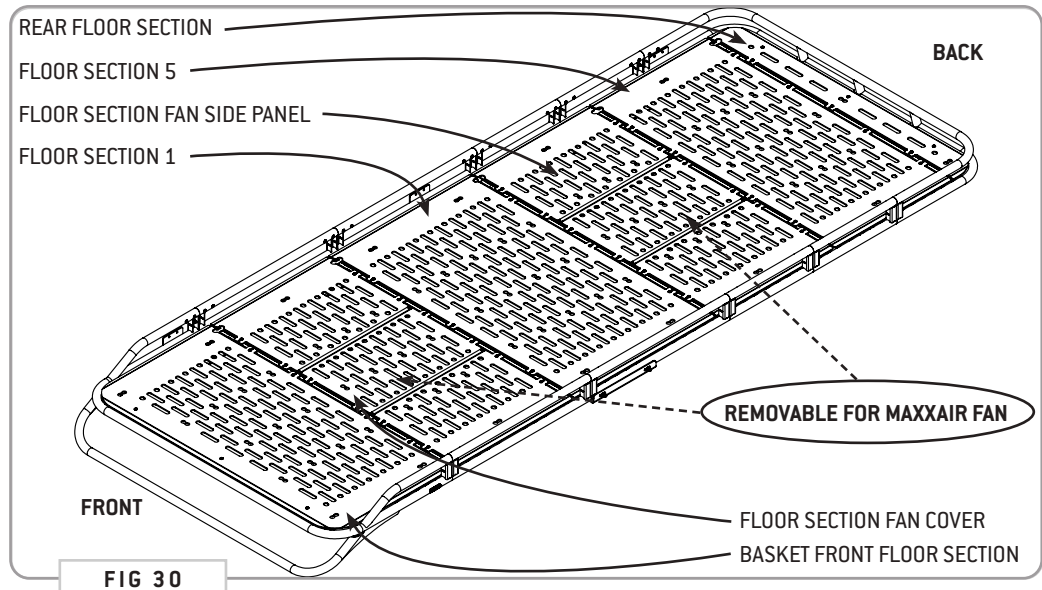 REAR FLOOR SECTION
BACK
FLOOR SECTION 5
FLOOR SECTION FAN SIDE PANEL
FLOOR SECTION 1
REMOVABLE FOR MAXXAIR FAN
FRONT
FLOOR SECTION FAN COVER
BASKET FRONT FLOOR SECTION
FIG 30